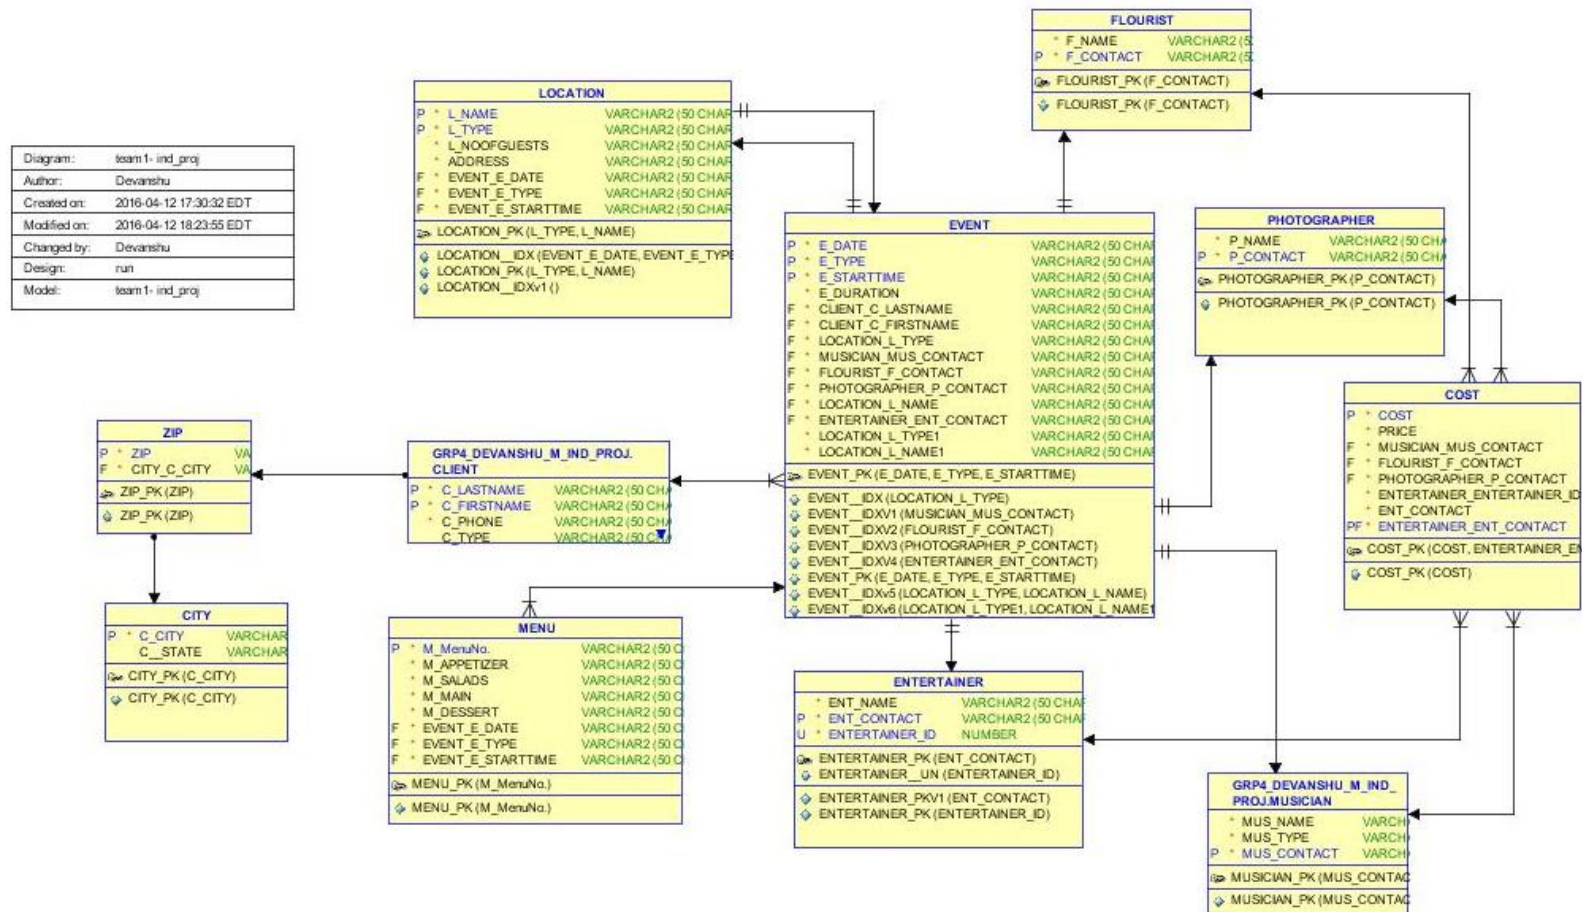 Diagram: team1- ind_proj
Author: Devanshu
Created on: 2016-04-12 17:30:32 EDT
Modified on: 2016-04-12 18:23:55 EDT
Changed by: Devanshu
Design: run
Model: team1- ind_proj
LOCATION
P * L_NAME VARCHAR2 (50 CHAR
P * L_TYPE VARCHAR2 (50 CHAR
* L_NOOFGUESTS VARCHAR2 (50 CHAR
* ADDRESS VARCHAR2 (50 CHAR
F * EVENT_E_DATE VARCHAR2 (50 CHAR
F * EVENT_E_TYPE VARCHAR2 (50 CHAR
F * EVENT_E_STARTTIME VARCHAR2 (50 CHAR
LOCATION_PK (L_TYPE, L_NAME)
LOCATION__IDX (EVENT_E_DATE, EVENT_E_TYPE
LOCATION_PK (L_TYPE, L_NAME)
LOCATION__IDXv1 ()
FLOURIST
* F_NAME VARCHAR2 (5
P * F_CONTACT VARCHAR2 (5
FLOURIST_PK (F_CONTACT)
FLOURIST_PK (F_CONTACT)
EVENT
P * E_DATE VARCHAR2 (50 CHAR
P * E_TYPE VARCHAR2 (50 CHAR
P * E_STARTTIME VARCHAR2 (50 CHAR
* E_DURATION VARCHAR2 (50 CHAR
F * CLIENT_C_LASTNAME VARCHAR2 (50 CHAR
F * CLIENT_C_FIRSTNAME VARCHAR2 (50 CHAR
F * LOCATION_L_TYPE VARCHAR2 (50 CHAR
F * MUSICIAN_MUS_CONTACT VARCHAR2 (50 CHAR
F * FLOURIST_F_CONTACT VARCHAR2 (50 CHAR
F * PHOTOGRAPHER_P_CONTACT VARCHAR2 (50 CHAR
F * LOCATION_L_NAME VARCHAR2 (50 CHAR
F * ENTERTAINER_ENT_CONTACT VARCHAR2 (50 CHAR
* LOCATION_L_TYPE1 VARCHAR2 (50 CHAR
* LOCATION_L_NAME1 VARCHAR2 (50 CHAR
EVENT_PK (E_DATE, E_TYPE, E_STARTTIME)
EVENT__IDX (LOCATION_L_TYPE)
EVENT__IDXV1 (MUSICIAN_MUS_CONTACT)
EVENT__IDXV2 (FLOURIST_F_CONTACT)
EVENT__IDXV3 (PHOTOGRAPHER_P_CONTACT)
EVENT__IDXV4 (ENTERTAINER_ENT_CONTACT)
EVENT_PK (E_DATE, E_TYPE, E_STARTTIME)
EVENT__IDXv5 (LOCATION_L_TYPE, LOCATION_L_NAME)
EVENT__IDXv6 (LOCATION_L_TYPE1, LOCATION_L_NAME1
PHOTOGRAPHER
* P_NAME VARCHAR2 (50 CHA
P * P_CONTACT VARCHAR2 (50 CHA
PHOTOGRAPHER_PK (P_CONTACT)
PHOTOGRAPHER_PK (P_CONTACT)
COST
P * COST
* PRICE
F * MUSICIAN_MUS_CONTACT
F * FLOURIST_F_CONTACT
F * PHOTOGRAPHER_P_CONTACT
* ENTERTAINER_ENTERTAINER_ID
* ENT_CONTACT
PF * ENTERTAINER_ENT_CONTACT
COST_PK (COST, ENTERTAINER_EN
COST_PK (COST)
ZIP
P * ZIP VA
F * CITY_C_CITY VA
ZIP_PK (ZIP)
ZIP_PK (ZIP)
GRP4_DEVANSHU_M_IND_PROJ.
CLIENT
P * C_LASTNAME VARCHAR2 (50 CHA
P * C_FIRSTNAME VARCHAR2 (50 CHA
* C_PHONE VARCHAR2 (50 CHA
C_TYPE VARCHAR2 (50 CHA
CITY
P * C_CITY VARCHAR
C__STATE VARCHAR
CITY_PK (C_CITY)
CITY_PK (C_CITY)
MENU
P * M_MenuNo. VARCHAR2 (50 C
* M_APPETIZER VARCHAR2 (50 C
* M_SALADS VARCHAR2 (50 C
* M_MAIN VARCHAR2 (50 C
* M_DESSERT VARCHAR2 (50 C
F * EVENT_E_DATE VARCHAR2 (50 C
F * EVENT_E_TYPE VARCHAR2 (50 C
F * EVENT_E_STARTTIME VARCHAR2 (50 C
MENU_PK (M_MenuNo.)
MENU_PK (M_MenuNo.)
ENTERTAINER
* ENT_NAME VARCHAR2 (50 CHAR
P * ENT_CONTACT VARCHAR2 (50 CHAR
U * ENTERTAINER_ID NUMBER
ENTERTAINER_PK (ENT_CONTACT)
ENTERTAINER__UN (ENTERTAINER_ID)
ENTERTAINER_PKV1 (ENT_CONTACT)
ENTERTAINER_PK (ENTERTAINER_ID)
GRP4_DEVANSHU_M_IND_
PROJ.MUSICIAN
* MUS_NAME VARCH
* MUS_TYPE VARCH
P * MUS_CONTACT VARCH
MUSICIAN_PK (MUS_CONTAC
MUSICIAN_PK (MUS_CONTAC